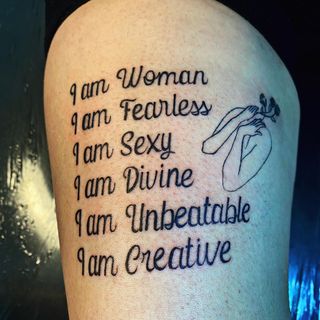 I am Woman
I am Fearless
I am Sexy
I am Divine
I am Unbeatable
I am Creative